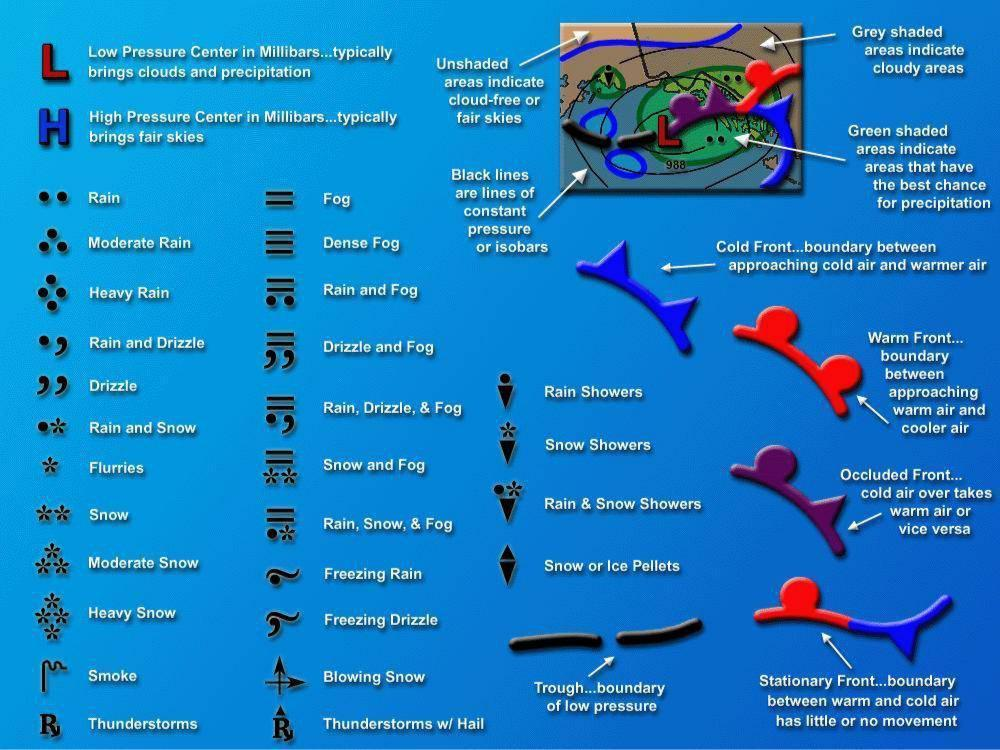 L
Low Pressure Center in Millibars...typically
brings clouds and precipitation
H
High Pressure Center in Millibars...typically
brings fair skies
Rain
Moderate Rain
Heavy Rain
Rain and Drizzle
Drizzle
Rain and Snow
Flurries
Snow
Moderate Snow
Heavy Snow
Smoke
Thunderstorms
Fog
Dense Fog
Rain and Fog
Drizzle and Fog
Rain, Drizzle, & Fog
Snow and Fog
Rain, Snow, & Fog
Freezing Rain
Freezing Drizzle
Blowing Snow
Thunderstorms w/ Hail
Unshaded
areas indicate
cloud-free or
fair skies
Black lines
are lines of
constant
pressure
or isobars
L
988
Grey shaded
areas indicate
cloudy areas
Green shaded
areas indicate
areas that have
the best chance
for precipitation
Cold Front...boundary between
approaching cold air and warmer air
Warm Front...
boundary
between
approaching
warm air and
cooler air
Rain Showers
Snow Showers
Rain & Snow Showers
Snow or Ice Pellets
Occluded Front...
cold air over takes
warm air or
vice versa
Trough...boundary
of low pressure
Stationary Front...boundary
between warm and cold air
has little or no movement